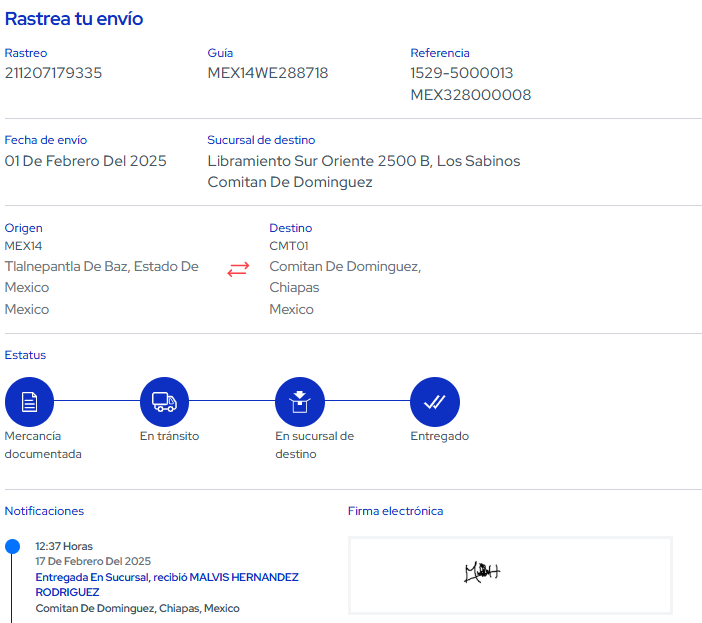 Rastrea tu envío
Rastreo
211207179335
Guía
MEX14WE288718
Referencia
1529-5000013
MEX328000008
Fecha de envío
01 De Febrero Del 2025
Sucursal de destino
Libramiento Sur Oriente 2500 B, Los Sabinos
Comitan De Dominguez
Origen
MEX14
Tlalnepantla De Baz, Estado De
Mexico
Mexico
Destino
CMT01
Comitan De Dominguez,
Chiapas
Mexico
Estatus
Mercancía
documentada
En tránsito
En sucursal de
destino
Entregado
Notificaciones
12:37 Horas
17 De Febrero Del 2025
Entregada En Sucursal, recibió MALVIS HERNANDEZ
RODRIGUEZ
Comitan De Dominguez, Chiapas, Mexico
Firma electrónica